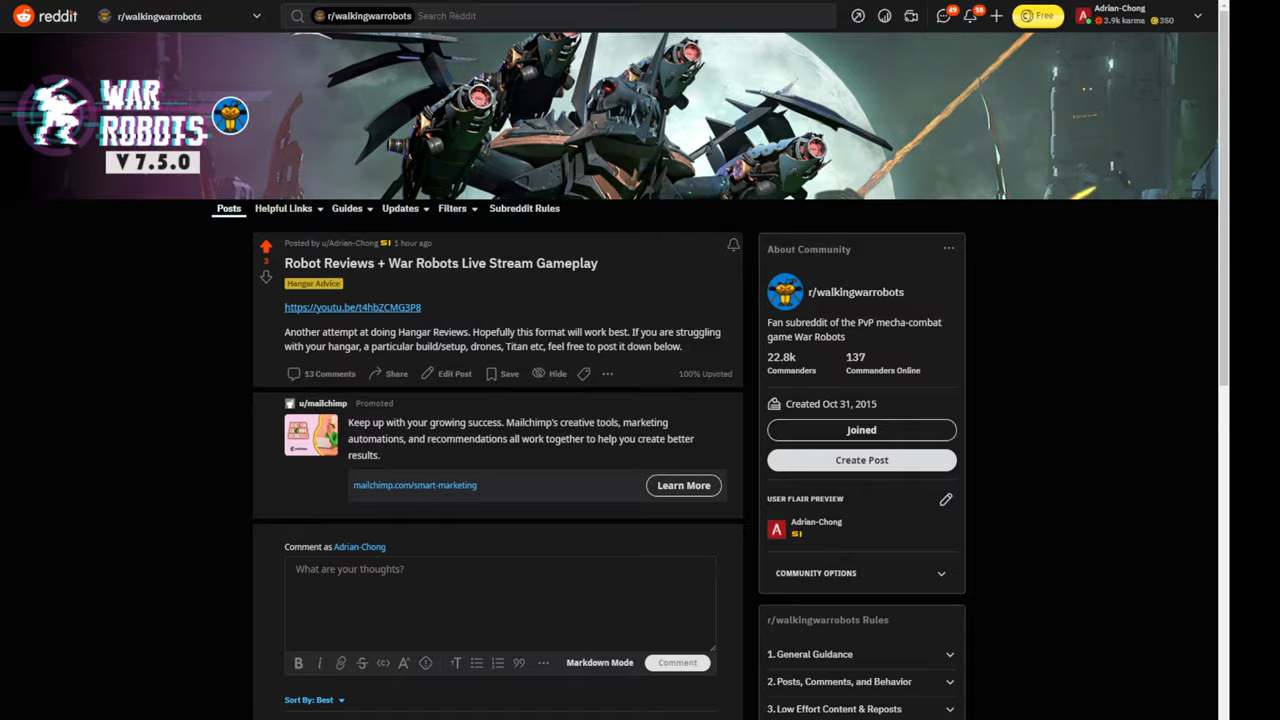 reddit
r/walkingwarrobots
r/walkingwarrobots Search Reddit
49
18
Free
Adrian-Chong
3.9k karma 350
WAR
ROBOTS
V 7.5.0
Posts Helpful Links Guides Updates Filters Subreddit Rules
Posted by u/Adrian-Chong SI 1 hour ago
3
Robot Reviews + War Robots Live Stream Gameplay
Hangar Advice
https://youtu.be/t4hbZCMG3P8
Another attempt at doing Hangar Reviews. Hopefully this format will work best. If you are struggling
with your hangar, a particular build/setup, drones, Titan etc, feel free to post it down below.
13 Comments Share Edit Post Save Hide ... 100% Upvoted
u/mailchimp Promoted
Keep up with your growing success. Mailchimp's creative tools, marketing
automations, and recommendations all work together to help you create better
results.
mailchimp.com/smart-marketing Learn More
Comment as Adrian-Chong
What are your thoughts?
B i Markdown Mode Comment
Sort By: Best
About Community
r/walkingwarrobots
Fan subreddit of the PvP mecha-combat
game War Robots
22.8k 137
Commanders Commanders Online
Created Oct 31, 2015
Joined
Create Post
USER FLAIR PREVIEW
A Adrian-Chong
SI
COMMUNITY OPTIONS
r/walkingwarrobots Rules
1. General Guidance
2. Posts, Comments, and Behavior
3. Low Effort Content & Reposts